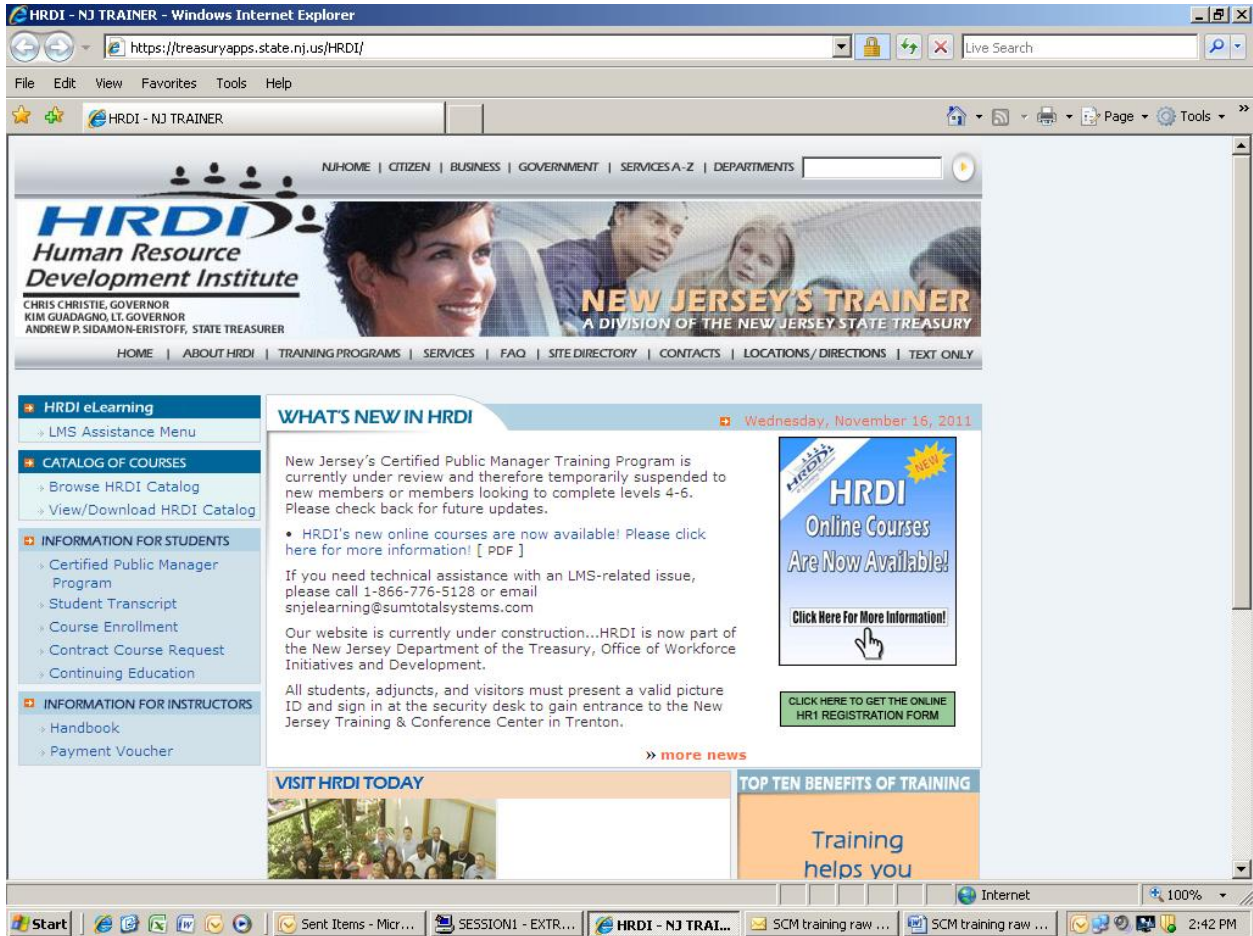 HRDI - NJ TRAINER - Windows Internet Explorer
https://treasuryapps.state.nj.us/HRDI/
Live Search
File Edit View Favorites Tools Help
HRDI - NJ TRAINER
Page Tools
NJHOME | CITIZEN | BUSINESS | GOVERNMENT | SERVICES A-Z | DEPARTMENTS
HRDI
Human Resource
Development Institute
CHRIS CHRISTIE, GOVERNOR
KIM GUADAGNO, LT. GOVERNOR
ANDREW P. SIDAMON-ERISTOFF, STATE TREASURER
NEW JERSEY'S TRAINER
A DIVISION OF THE NEW JERSEY STATE TREASURY
HOME | ABOUT HRDI | TRAINING PROGRAMS | SERVICES | FAQ | SITE DIRECTORY | CONTACTS | LOCATIONS/DIRECTIONS | TEXT ONLY
HRDI eLearning
LMS Assistance Menu
CATALOG OF COURSES
Browse HRDI Catalog
View/Download HRDI Catalog
INFORMATION FOR STUDENTS
Certified Public Manager
Program
Student Transcript
Course Enrollment
Contract Course Request
Continuing Education
INFORMATION FOR INSTRUCTORS
Handbook
Payment Voucher
WHAT'S NEW IN HRDI
Wednesday, November 16, 2011
New Jersey's Certified Public Manager Training Program is
currently under review and therefore temporarily suspended to
new members or members looking to complete levels 4-6.
Please check back for future updates.
• HRDI's new online courses are now available! Please click
here for more information! [ PDF ]
If you need technical assistance with an LMS-related issue,
please call 1-866-776-5128 or email
snjelearning@sumtotalsystems.com
Our website is currently under construction...HRDI is now part of
the New Jersey Department of the Treasury, Office of Workforce
Initiatives and Development.
All students, adjuncts, and visitors must present a valid picture
ID and sign in at the security desk to gain entrance to the New
Jersey Training & Conference Center in Trenton.
» more news
HRDI
NEW
HRDI
Online Courses
Are Now Available!
Click Here For More Information!
CLICK HERE TO GET THE ONLINE
HR1 REGISTRATION FORM
VISIT HRDI TODAY
TOP TEN BENEFITS OF TRAINING
Training
helps you
Internet
100%
Start
Sent Items - Micr...
SESSION1 - EXTR...
HRDI - NJ TRAI...
SCM training raw ...
SCM training raw ...
2:42 PM